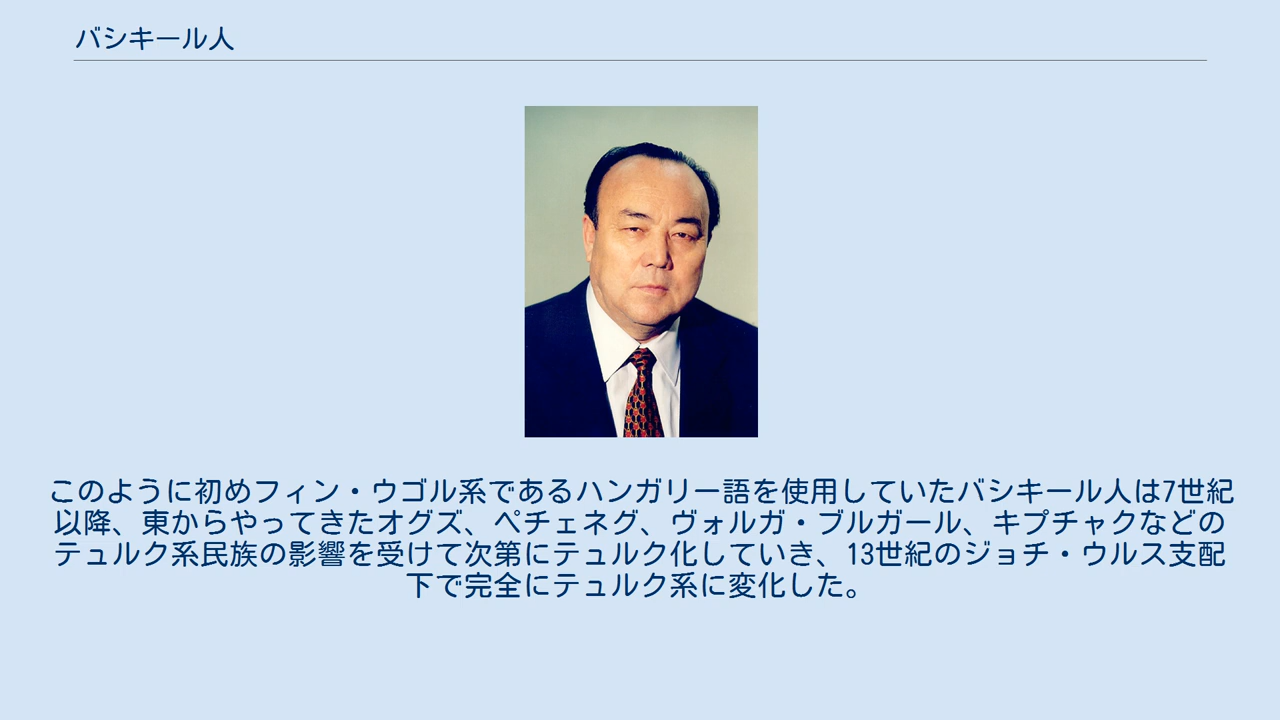 バシキール人
このように初めフィン・ウゴル系であるハンガリー語を使用していたバシキール人は7世紀
以降、東からやってきたオグズ、ペチェネグ、ヴォルガ・ブルガール、キプチャクなどの
テュルク系民族の影響を受けて次第にテュルク化していき、13世紀のジョチ・ウルス支配
下で完全にテュルク系に変化した。